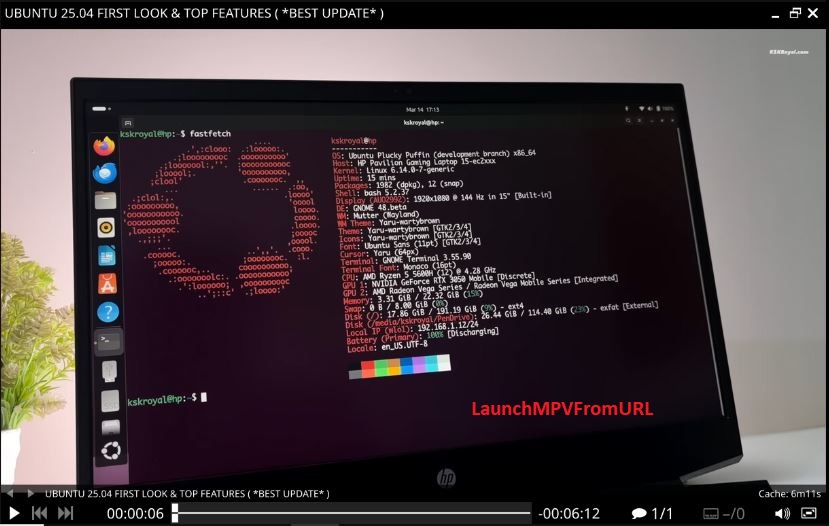 UBUNTU 25.04 FIRST LOOK & TOP FEATURES ( *BEST UPDATE* )
KSKRoyal.com
Mar 14 17:13
kskroyal@hp: ~
kskroyal@hp:~$ fastfetch
kskroyal@hp
-----------
OS: Ubuntu Plucky Puffin (development branch) x86_64
Host: HP Pavilion Gaming Laptop 15-ec2xxx
Kernel: Linux 6.14.0-7-generic
Uptime: 15 mins
Packages: 1982 (dpkg), 12 (snap)
Shell: bash 5.2.37
Display (AUO2992): 1920x1080 @ 144 Hz in 15" [Built-in]
DE: GNOME 48.beta
WM: Mutter (Wayland)
WM Theme: Yaru-wartybrown
Theme: Yaru-wartybrown [GTK2/3/4]
Icons: Yaru-wartybrown [GTK2/3/4]
Font: Ubuntu Sans (11pt) [GTK2/3/4]
Cursor: Yaru (64px)
Terminal: GNOME Terminal 3.55.90
Terminal Font: Monaco (16pt)
CPU: AMD Ryzen 5 5600H (12) @ 4.28 GHz
GPU 1: NVIDIA GeForce RTX 3050 Mobile [Discrete]
GPU 2: AMD Radeon Vega Series / Radeon Vega Mobile Series [Integrated]
Memory: 3.31 GiB / 22.32 GiB (15%)
Swap: 0 B / 8.00 GiB (0%)
Disk (/): 17.86 GiB / 191.19 GiB (9%) - ext4
Disk (/media/kskroyal/PenDrive): 26.44 GiB / 114.40 GiB (23%) - exfat [External]
Local IP (wlo1): 192.168.1.12/24
Battery (Primary): 100% [Discharging]
Locale: en_US.UTF-8
kskroyal@hp:~$
LaunchMPVFromURL
hp
UBUNTU 25.04 FIRST LOOK & TOP FEATURES ( *BEST UPDATE* )
Cache: 6m11s
00:00:06
-00:06:12
1/1
-/0